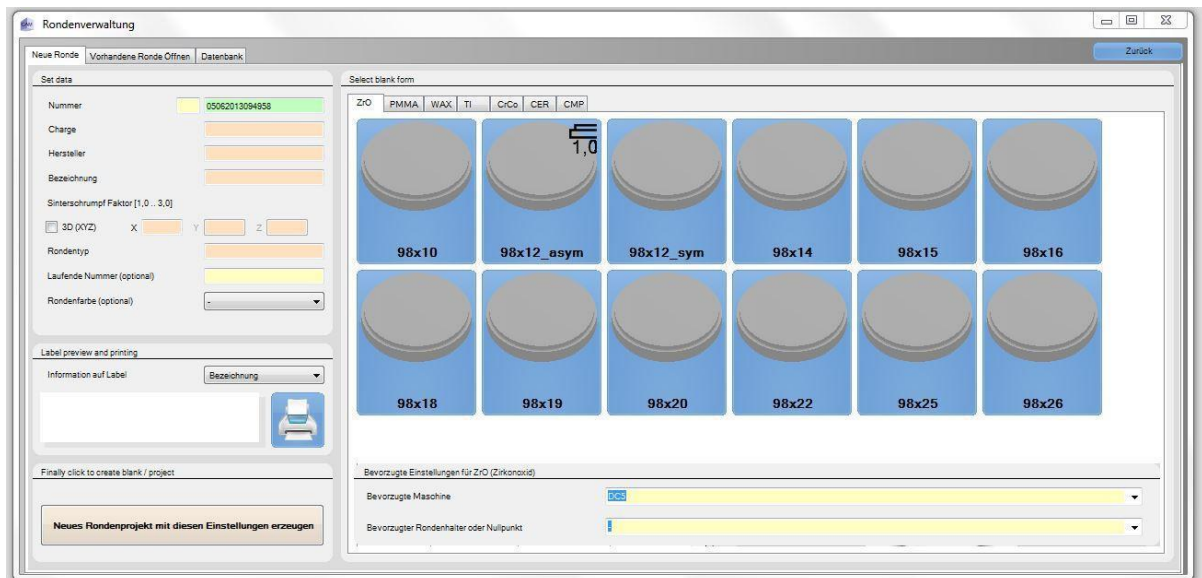 Rondenverwaltung
Neue Ronde
Vorhandene Ronde Öffnen
Datenbank
Zurück
Set data
Nummer
05062013094958
Charge
Hersteller
Bezeichnung
Sinterschrumpf Faktor [1,0 .. 3,0]
3D (XYZ) X Y Z
Rondentyp
Laufende Nummer (optional)
Rondenfarbe (optional)
-
Label preview and printing
Information auf Label
Bezeichnung
Finally click to create blank / project
Neues Rondenprojekt mit diesen Einstellungen erzeugen
Select blank form
ZrO PMMA WAX TI CrCo CER CMP
1,0
98x10 98x12_asym 98x12_sym 98x14 98x15 98x16
98x18 98x19 98x20 98x22 98x25 98x26
Bevorzugte Einstellungen für ZrO (Zirkonoxid)
Bevorzugte Maschine
DC5
Bevorzugter Rondenhalter oder Nullpunkt
-